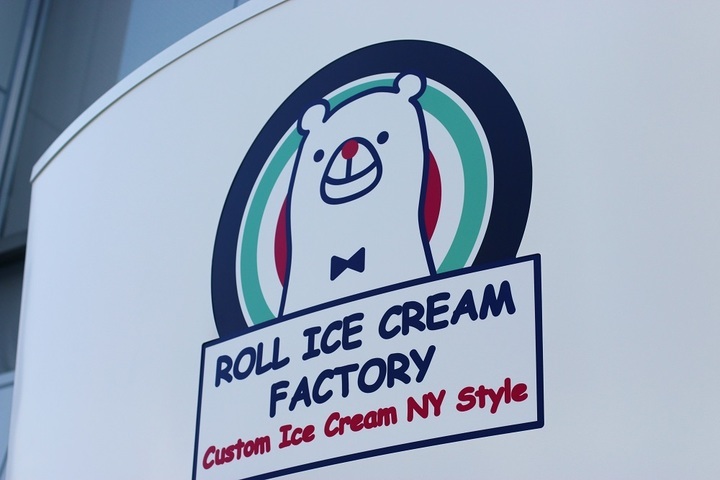 ROLL ICE CREAM
FACTORY
Custom Ice Cream NY Style